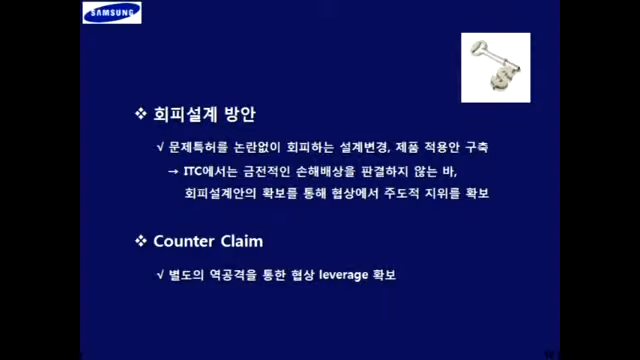 SAMSUNG
❖ 회피설계 방안
√ 문제특허를 논란없이 회피하는 설계변경, 제품 적용안 구축
→ ITC에서는 금전적인 손해배상을 판결하지 않는 바,
회피설계안의 확보를 통해 협상에서 주도적 지위를 확보
❖ Counter Claim
√ 별도의 역공격을 통한 협상 leverage 확보